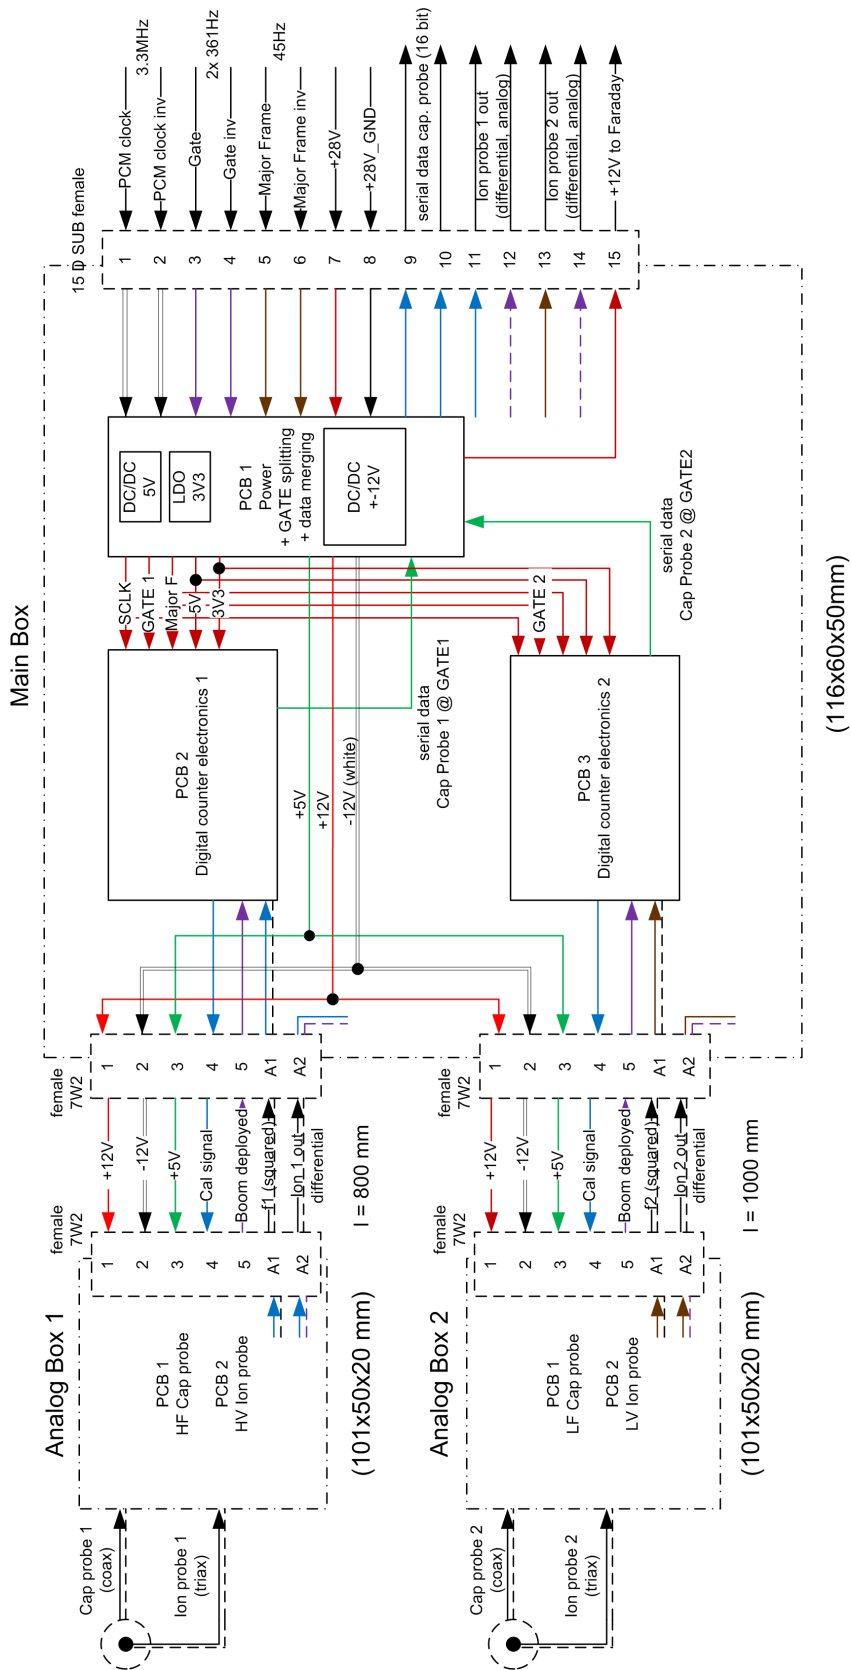 Analog Box 1
Cap probe 1
(coax)
Ion probe 1
(triax)
PCB 1
HF Cap probe
PCB 2
HV Ion probe
(101x50x20 mm)
female
7W2
1
2
3
4
5
A1
A2
+12V
-12V
+5V
Cal signal
Boom deployed
f1 (squared)
Ion 1 out
differential
l = 800 mm
female
7W2
1
2
3
4
5
A1
A2
Analog Box 2
Cap probe 2
(coax)
Ion probe 2
(triax)
PCB 1
LF Cap probe
PCB 2
LV Ion probe
(101x50x20 mm)
female
7W2
1
2
3
4
5
A1
A2
+12V
-12V
+5V
Cal signal
Boom deployed
f2 (squared)
Ion 2 out
differential
l = 1000 mm
female
7W2
1
2
3
4
5
A1
A2
Main Box
PCB 2
Digital counter electronics 1
PCB 3
Digital counter electronics 2
+5V
+12V
-12V (white)
serial data
Cap Probe 1 @ GATE1
SCLK
GATE 1
Major F
5V
3V3
GATE 2
serial data
Cap Probe 2 @ GATE2
DC/DC
5V
LDO
3V3
PCB 1
Power
+ GATE splitting
+ data merging
DC/DC
+-12V
(116x60x50mm)
15 D SUB female
1
2
3
4
5
6
7
8
9
10
11
12
13
14
15
PCM clock
3.3MHz
PCM clock inv
Gate
2x 361Hz
Gate inv
Major Frame
45Hz
Major Frame inv
+28V
+28V_GND
serial data cap. probe (16 bit)
Ion probe 1 out
(differential, analog)
Ion probe 2 out
(differential, analog)
+12V to Faraday